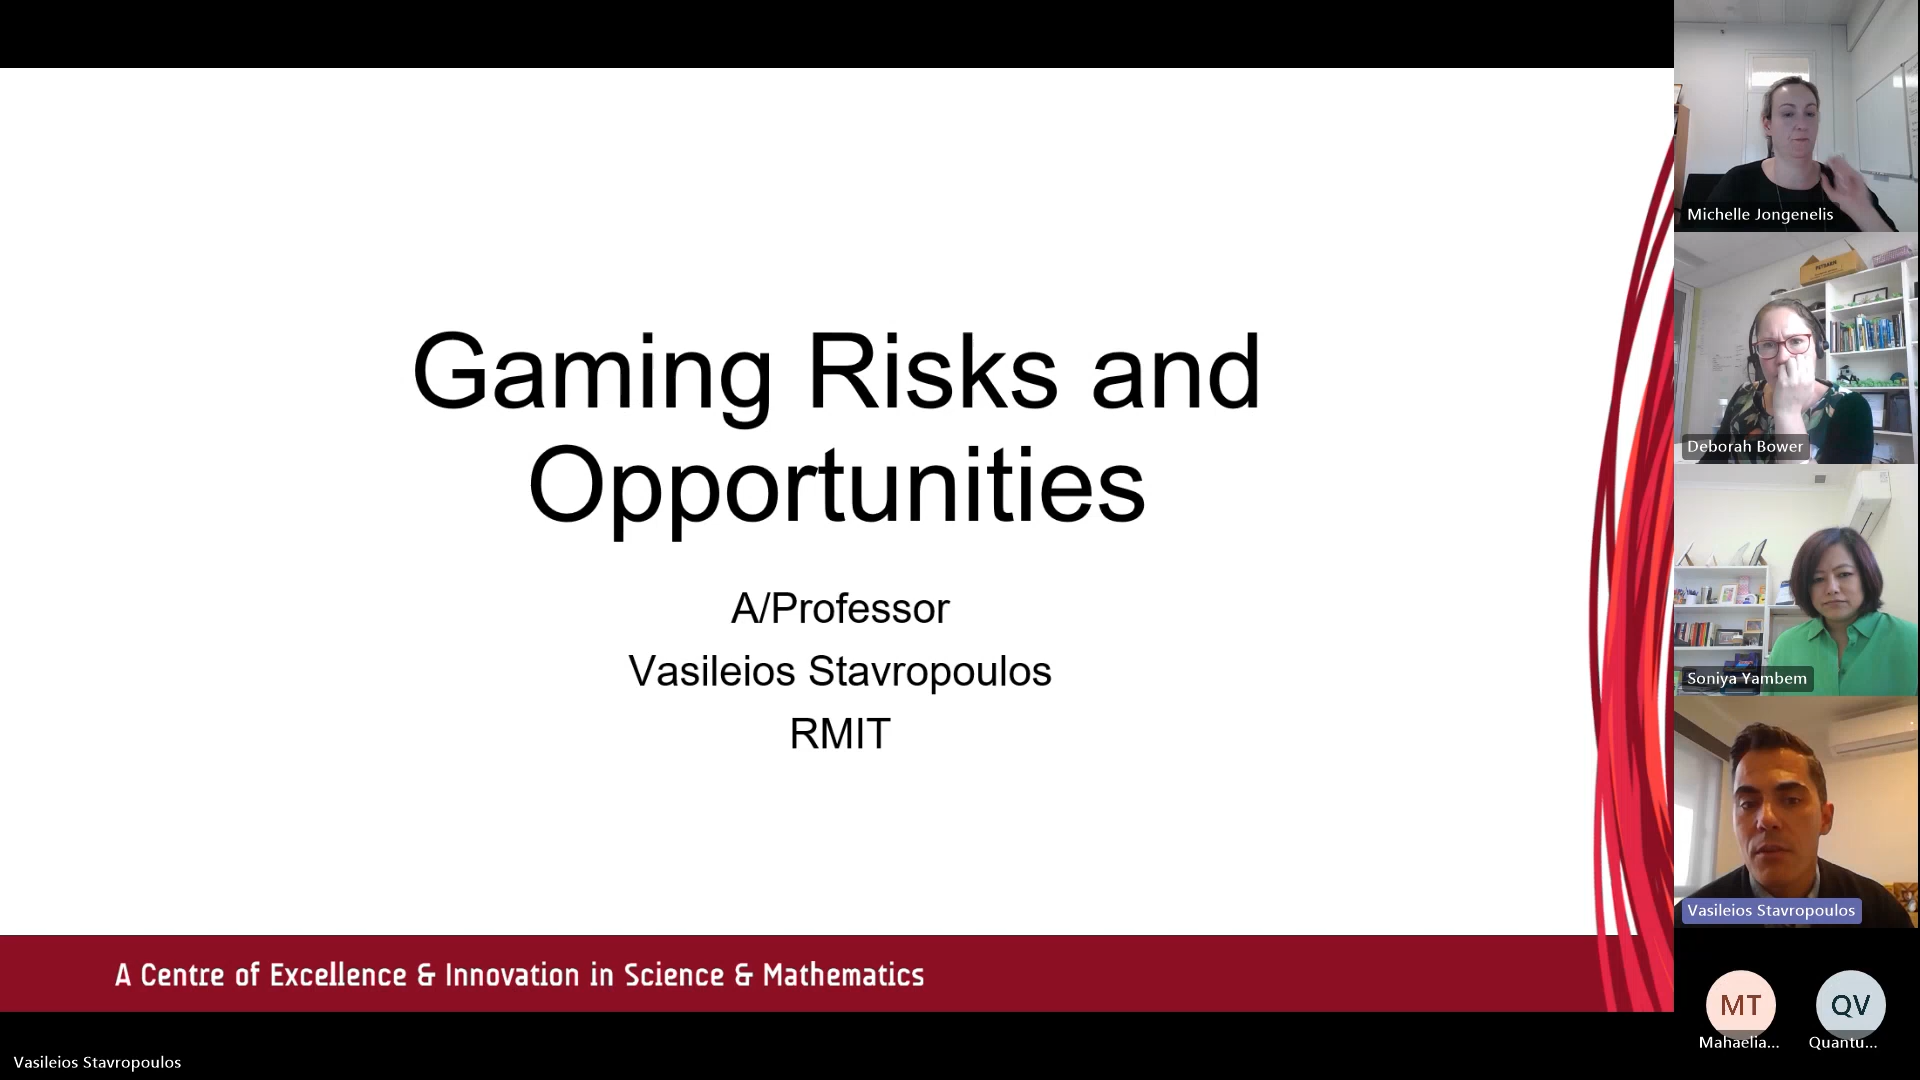 Gaming Risks and
Opportunities
A/Professor
Vasileios Stavropoulos
RMIT
A Centre of Excellence & Innovation in Science & Mathematics
Vasileios Stavropoulos
Michelle Jongenelis
Deborah Bower
Soniya Yambem
Vasileios Stavropoulos
MT
QV
Mahaelia...
Quantu...